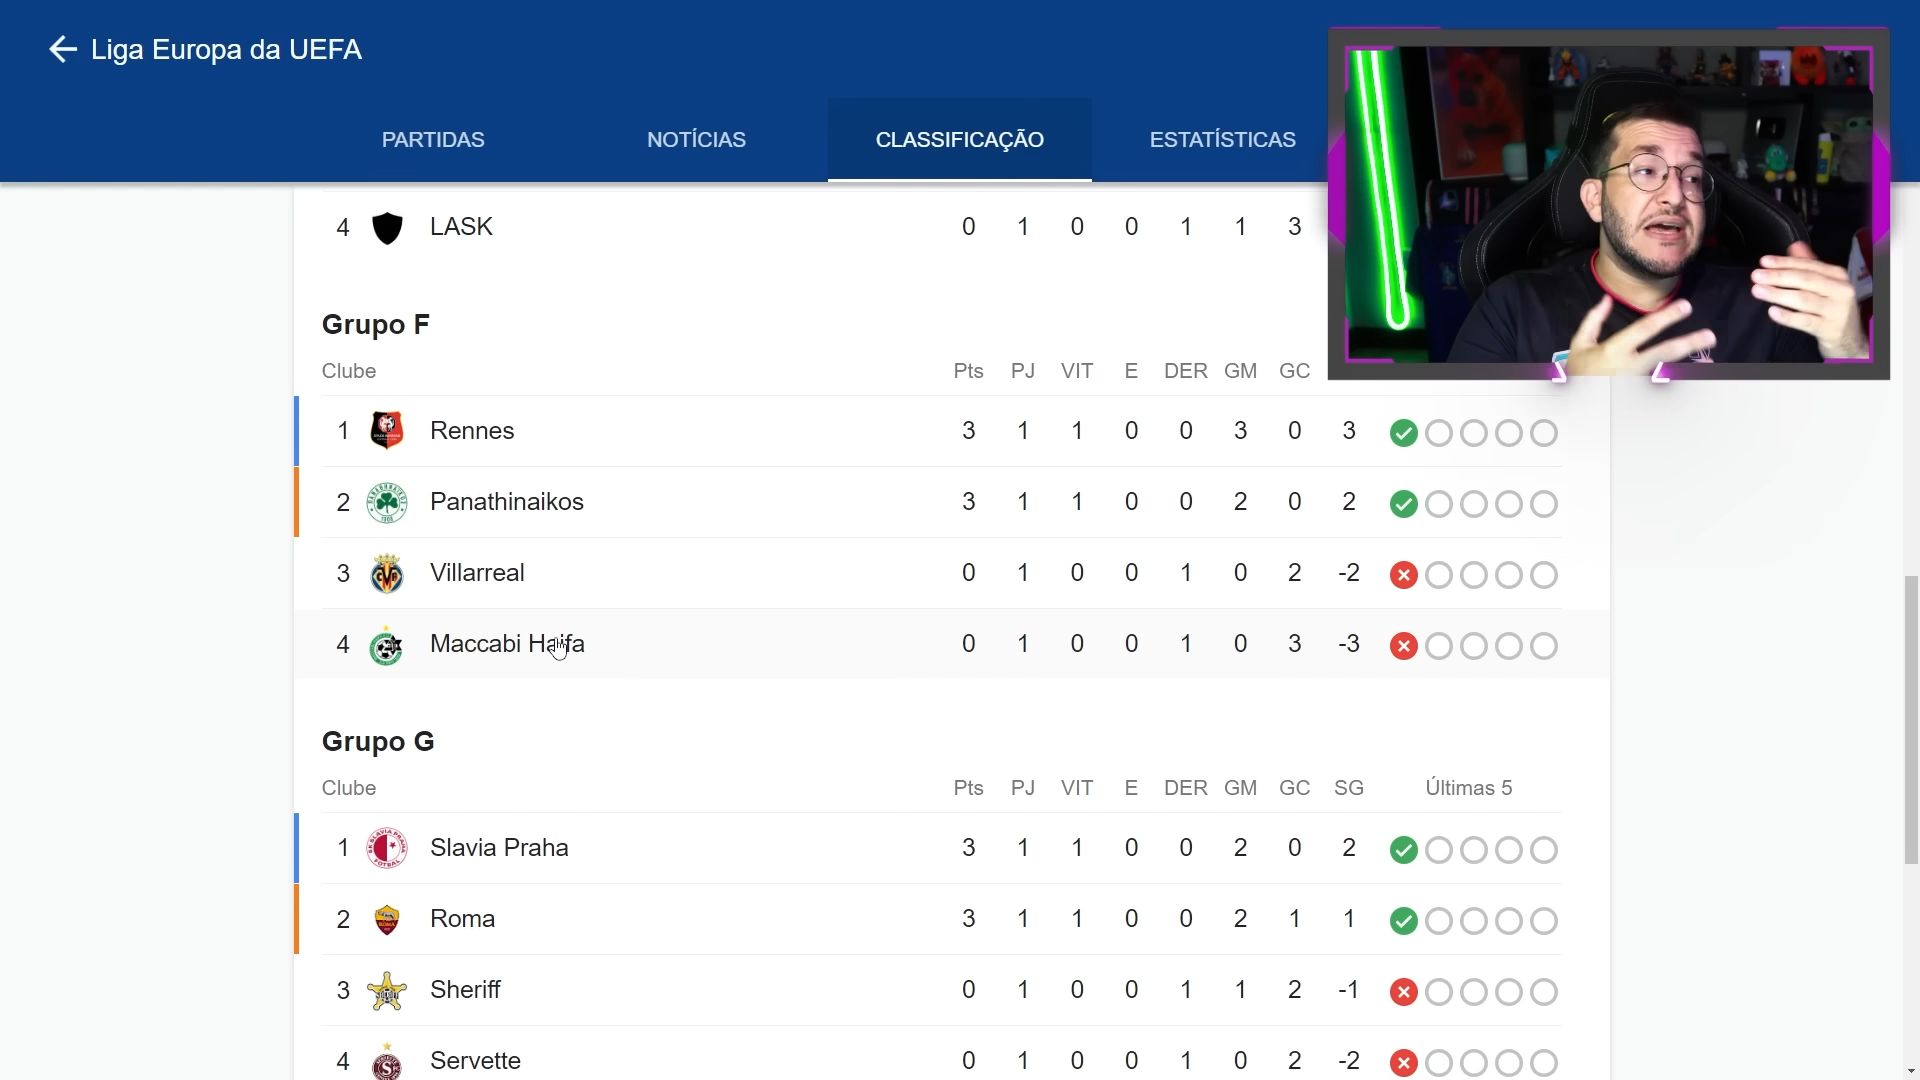 Liga Europa da UEFA
PARTIDAS NOTÍCIAS CLASSIFICAÇÃO ESTATÍSTICAS
4 LASK 0 1 0 0 1 1 3
Grupo F
Clube Pts PJ VIT E DER GM GC
1 Rennes 3 1 1 0 0 3 0 3
2 Panathinaikos 3 1 1 0 0 2 0 2
3 Villarreal 0 1 0 0 1 0 2 -2
4 Maccabi Haifa 0 1 0 0 1 0 3 -3
Grupo G
Clube Pts PJ VIT E DER GM GC SG Últimas 5
1 Slavia Praha 3 1 1 0 0 2 0 2
2 Roma 3 1 1 0 0 2 1 1
3 Sheriff 0 1 0 0 1 1 2 -1
4 Servette 0 1 0 0 1 0 2 -2